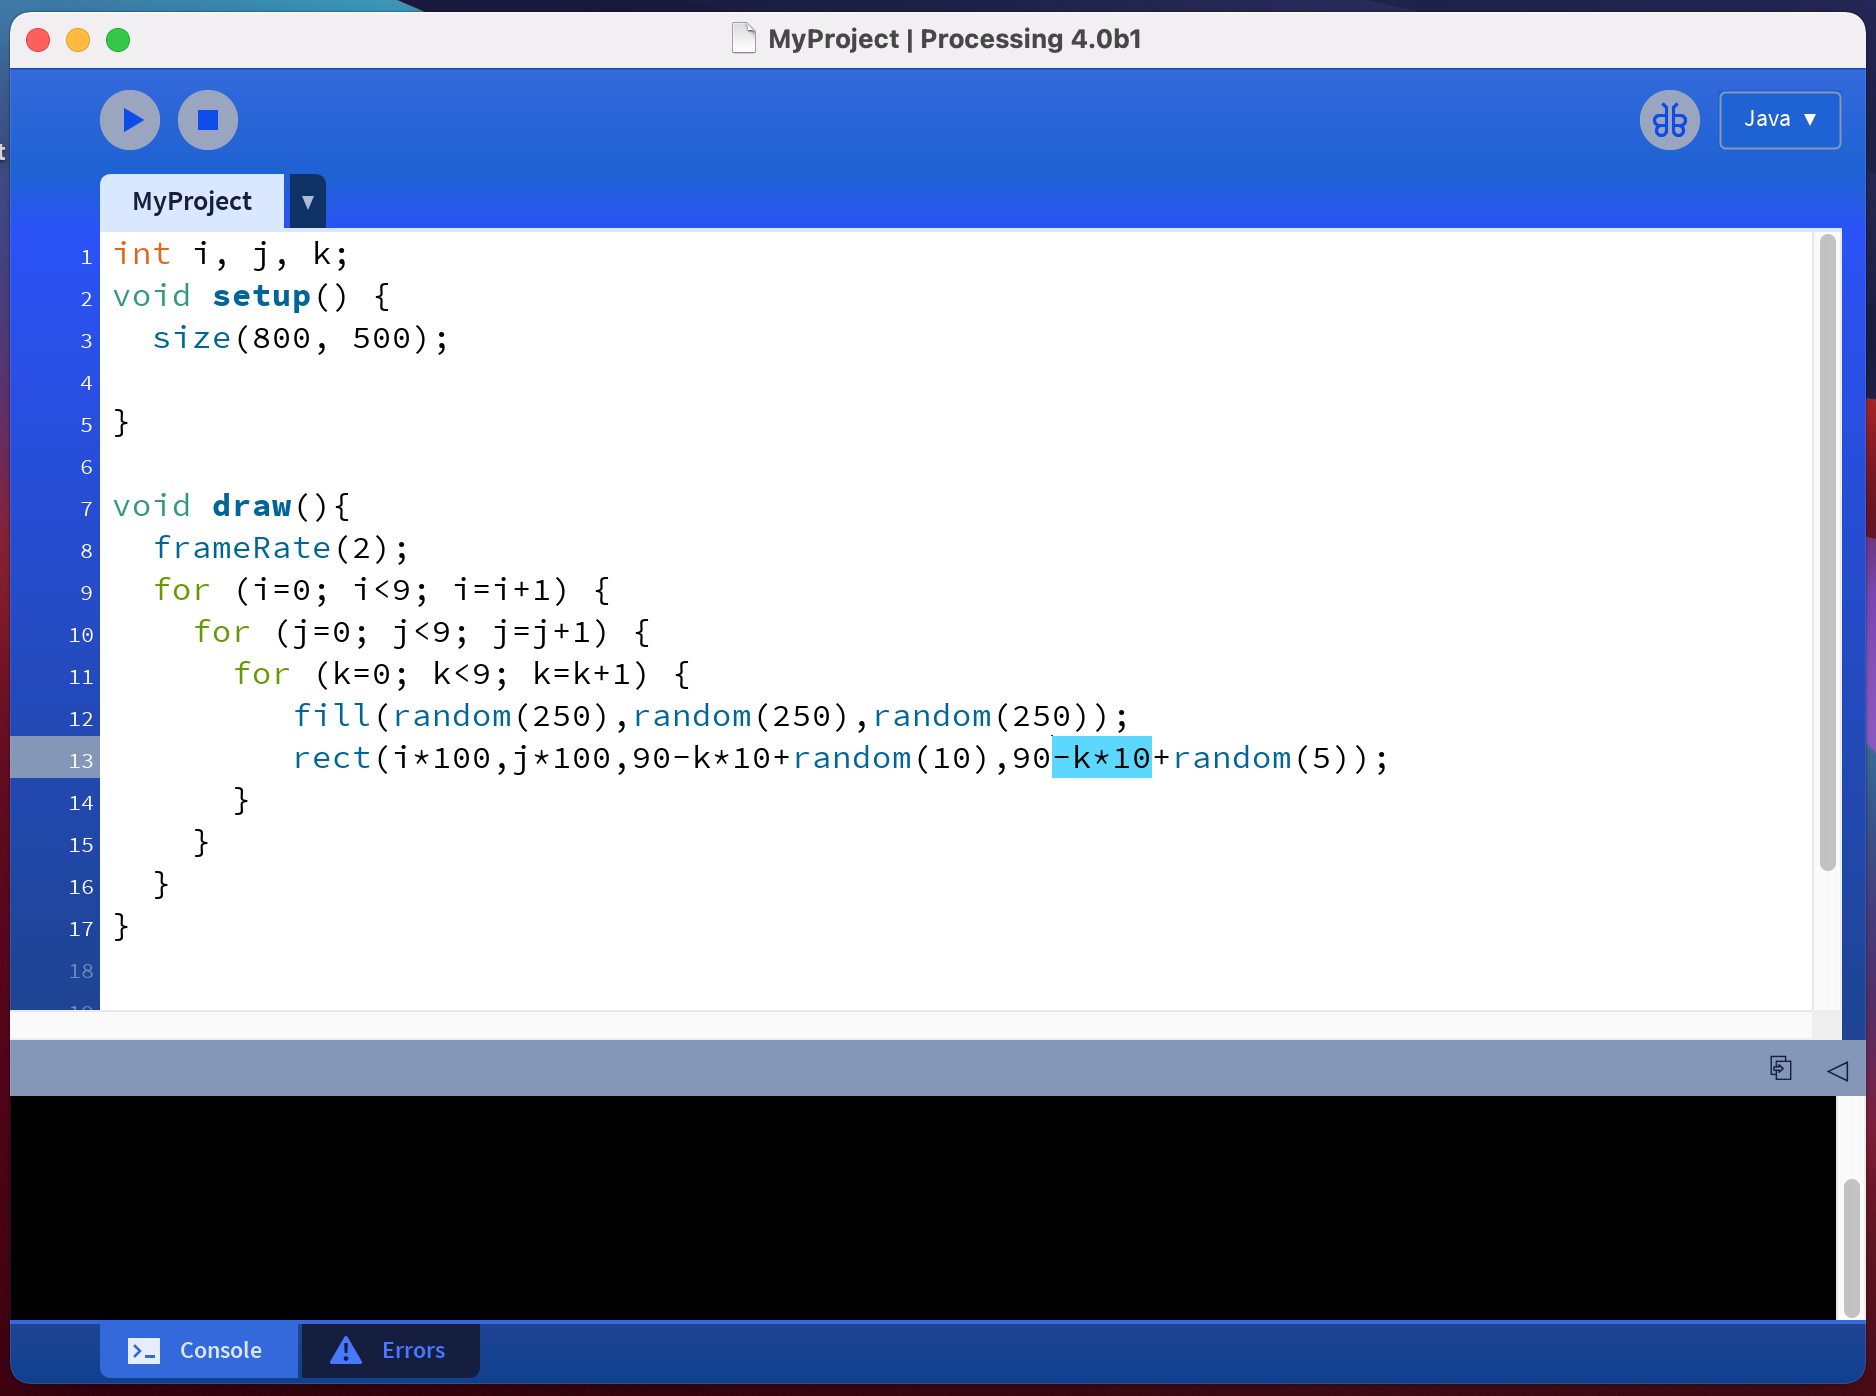 MyProject | Processing 4.0b1
Java ▼
t
MyProject ▼
1 int i, j, k;
2 void setup() {
3   size(800, 500);
4
5 }
6
7 void draw(){
8   frameRate(2);
9   for (i=0; i<9; i=i+1) {
10     for (j=0; j<9; j=j+1) {
11       for (k=0; k<9; k=k+1) {
12          fill(random(250),random(250),random(250));
13          rect(i*100,j*100,90-k*10+random(10),90-k*10+random(5));
14       }
15     }
16   }
17 }
18
Console
Errors